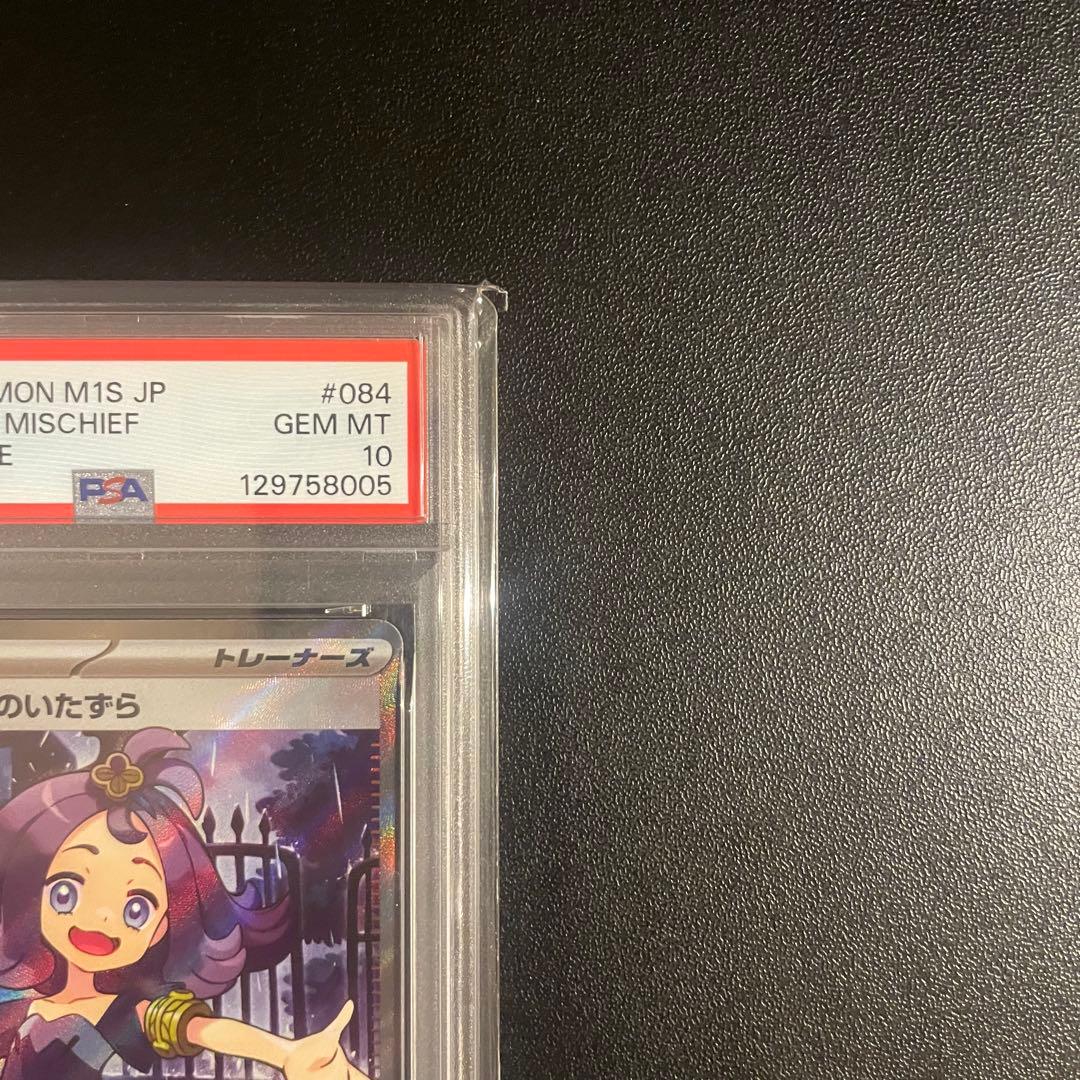 MON M1S JP #084
MISCHIEF GEM MT
E 10
PSA 129758005
トレーナーズ
のいたずら